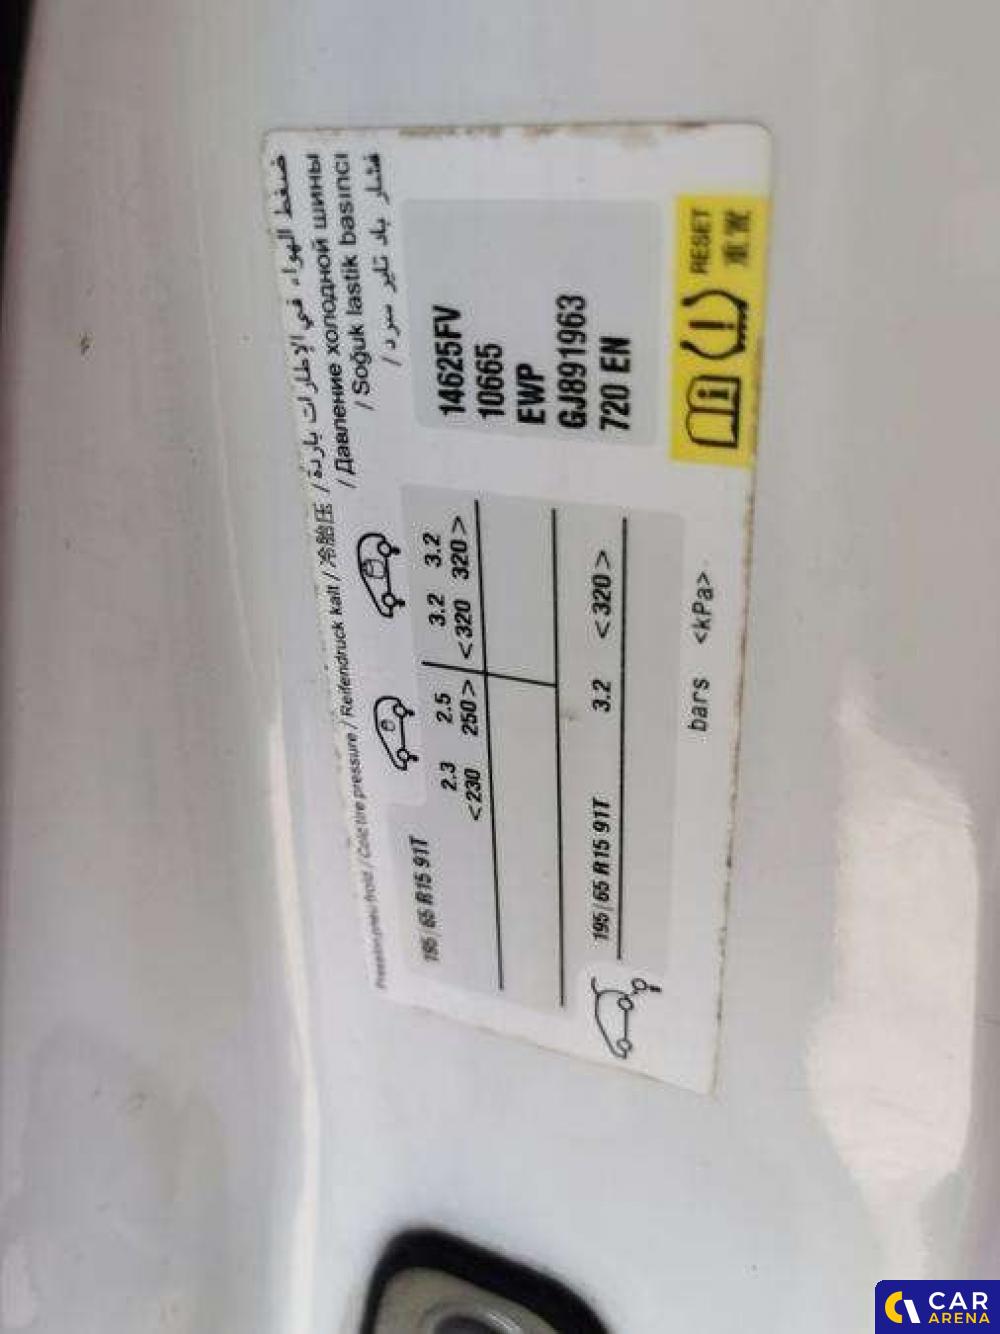 ضغط الهواء في الإطارات باردة
Pression pneu froid / Cold tire pressure / Reifendruck kalt / 冷胎压 / Давление холодной шины
/ Soğuk lastik basıncı
/ فشار باد تایر سرد
195 / 65 R15 91T
2.3 2.5
<230 250>
3.2 3.2
<320 320>
14625FV
10665
EWP
GJ891963
720 EN
195 / 65 R15 91T 3.2 <320>
bars <kPa>
i
!
RESET
重置
CAR
ARENA